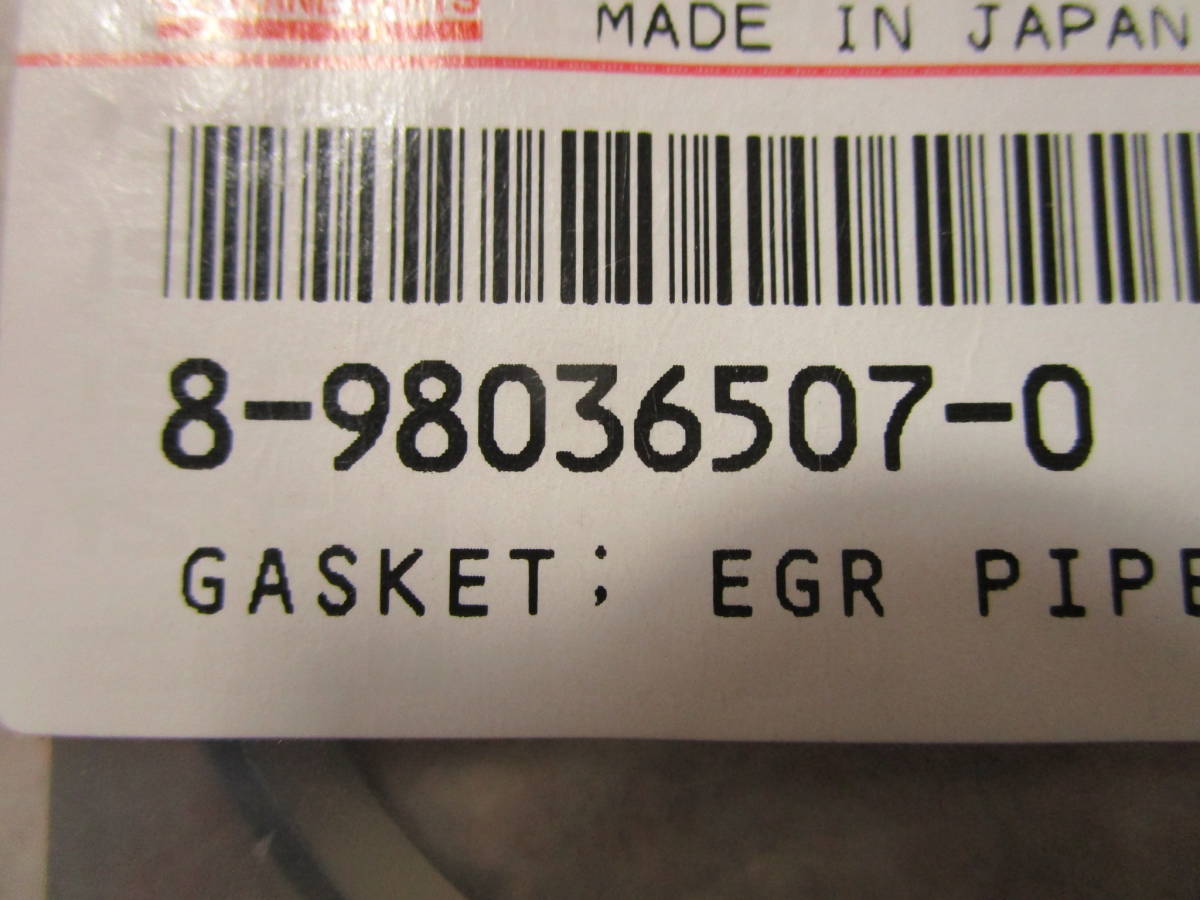 MADE IN JAPAN
8-98036507-0
GASKET; EGR PIPE